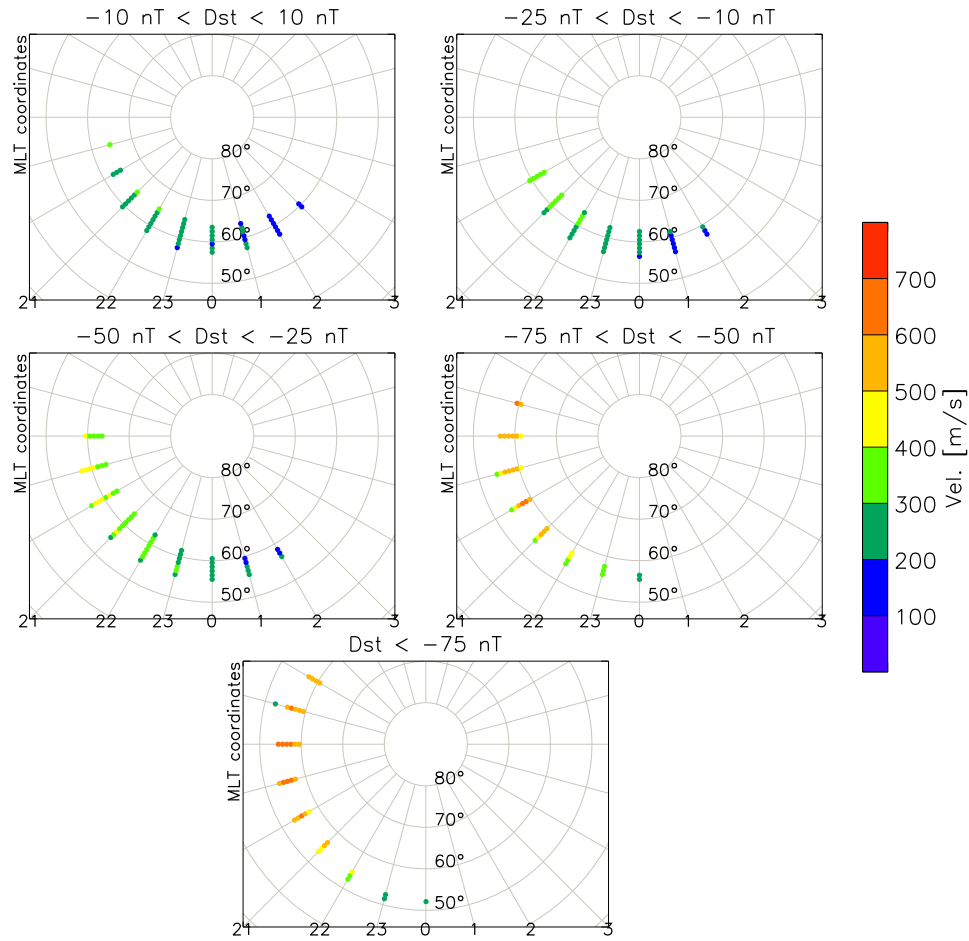 −10 nT < Dst < 10 nT
MLT coordinates
80°
70°
60°
50°
21 22 23 0 1 2 3
−25 nT < Dst < −10 nT
MLT coordinates
80°
70°
60°
50°
21 22 23 0 1 2 3
−50 nT < Dst < −25 nT
MLT coordinates
80°
70°
60°
50°
21 22 23 0 1 2 3
−75 nT < Dst < −50 nT
MLT coordinates
80°
70°
60°
50°
21 22 23 0 1 2 3
Dst < −75 nT
MLT coordinates
80°
70°
60°
50°
21 22 23 0 1 2 3
700
600
500
400
300
200
100
Vel. [m/s]